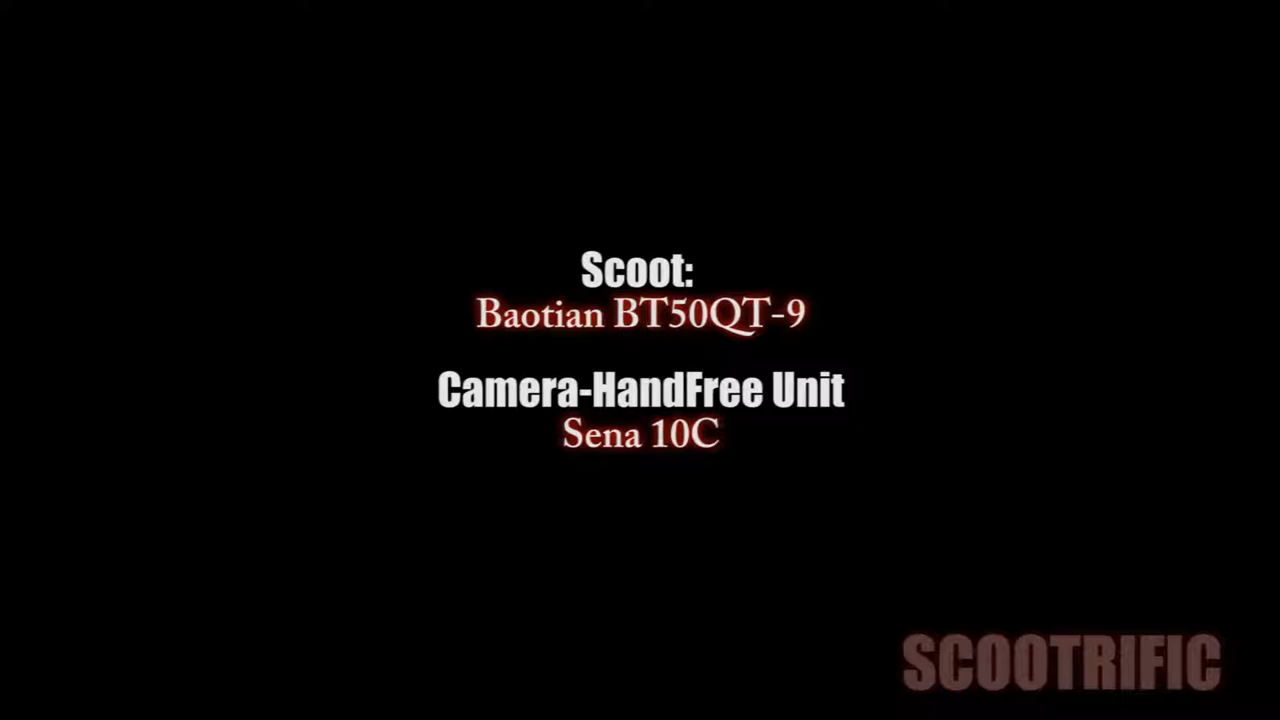 Scoot:
Baotian BT50QT-9
Camera-HandFree Unit
Sena 10C
SCOOTRIFIC